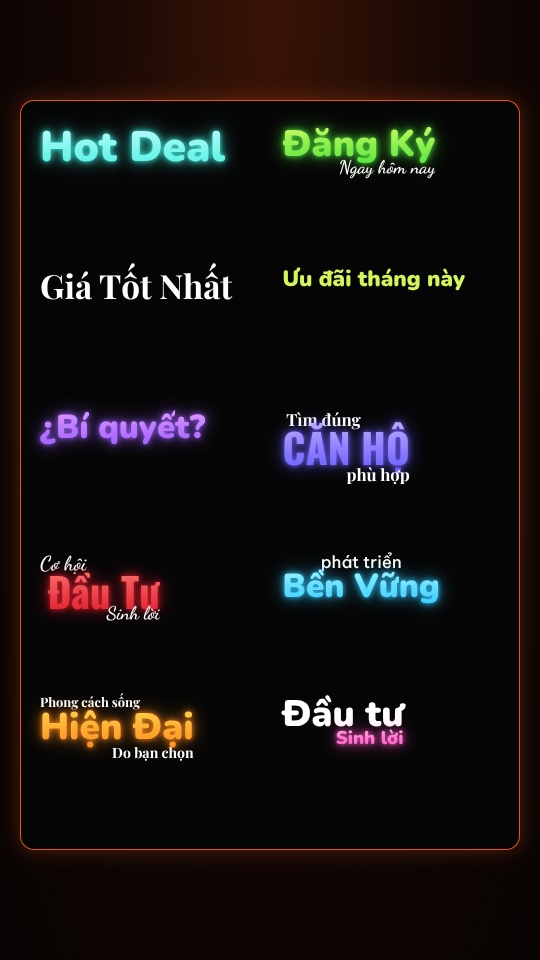 Hot Deal
Đăng Ký
Ngay hôm nay
Giá Tốt Nhất
Ưu đãi tháng này
¿Bí quyết?
Tìm đúng
CĂN HỘ
phù hợp
Cơ hội
Đầu Tư
Sinh lời
phát triển
Bền Vững
Phong cách sống
Hiện Đại
Do bạn chọn
Đầu tư
Sinh lời